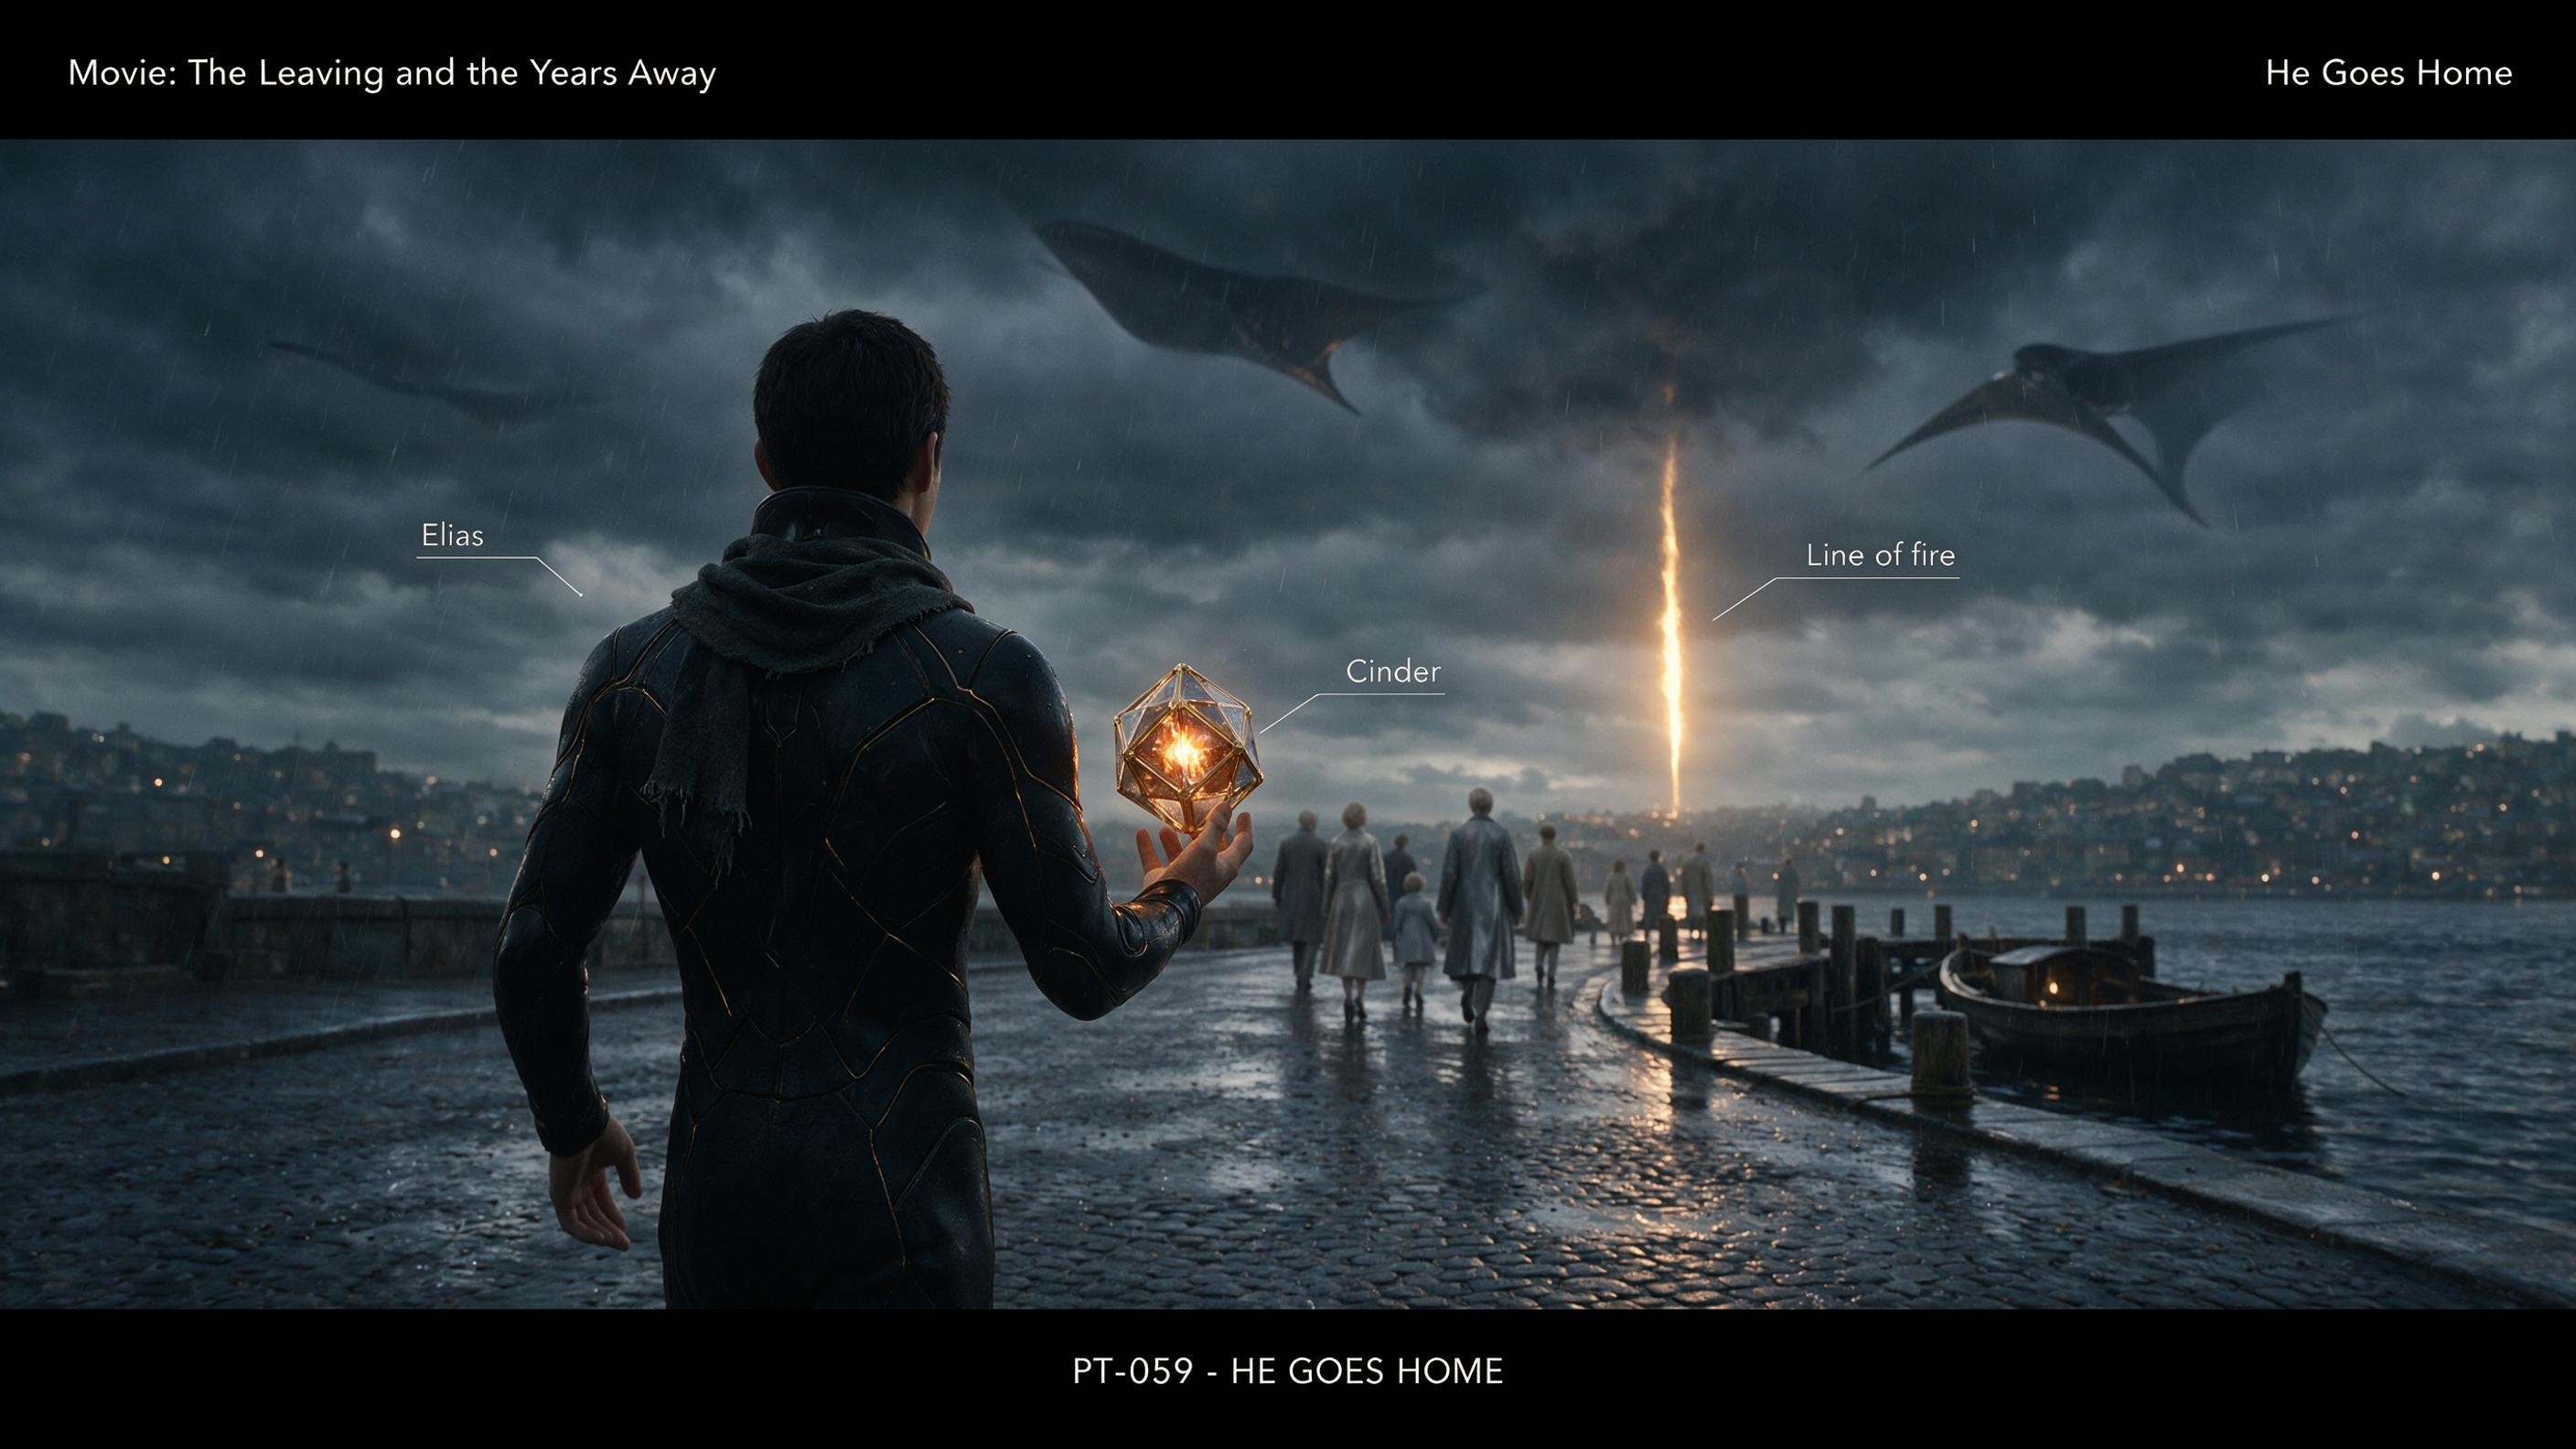 Movie: The Leaving and the Years Away
He Goes Home
Elias
Line of fire
Cinder
PT-059 - HE GOES HOME